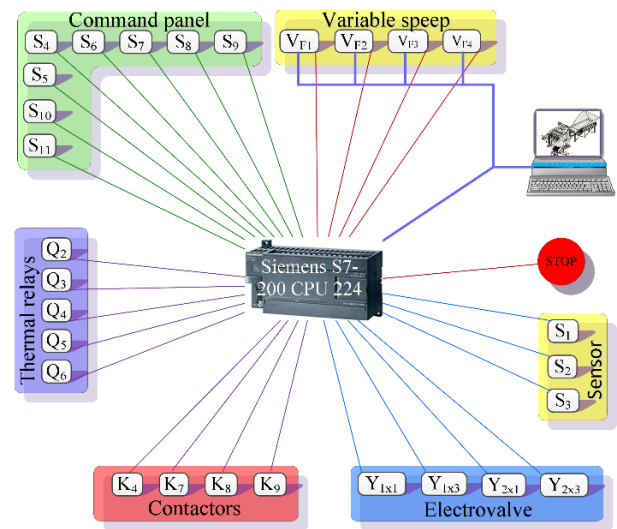 Command panel
S4 S6 S7 S8 S9
S5
S10
S11
Variable speep
VF1 VF2 VF3 VF4
Siemens S7-
200 CPU 224
STOP
Thermal relays
Q2
Q3
Q4
Q5
Q6
S1
S2
S3
Sensor
K4 K7 K8 K9
Contactors
Y1x1 Y1x3 Y2x1 Y2x3
Electrovalve